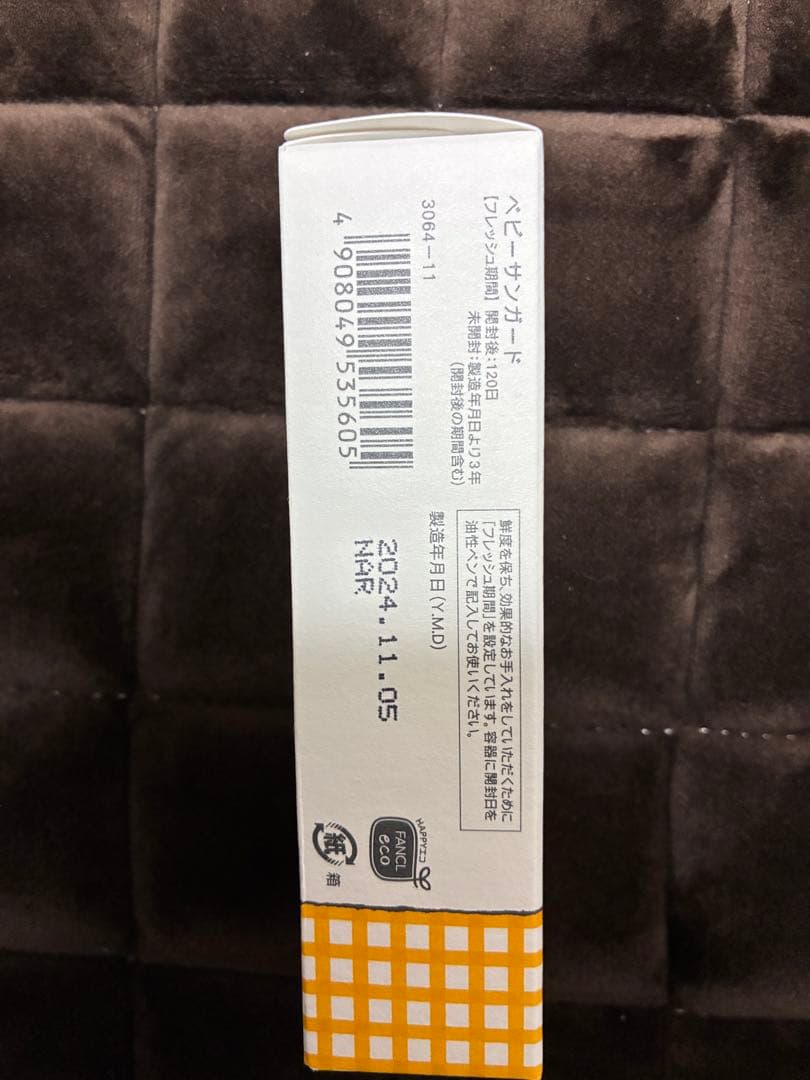 ベビーサンガード
【フレッシュ期間】開封後:120日
未開封:製造年月日より3年
(開封後の期間含む)
3064-11
4 908049 535605
鮮度を保ち、効果的なお手入れをしていただくために
「フレッシュ期間」を設定しています。容器に開封日を
油性ペンで記入してお使いください。
製造年月日(Y.M.D)
2024.11.05
NAR
HAPPYエコ
FANCL
eco
紙
箱